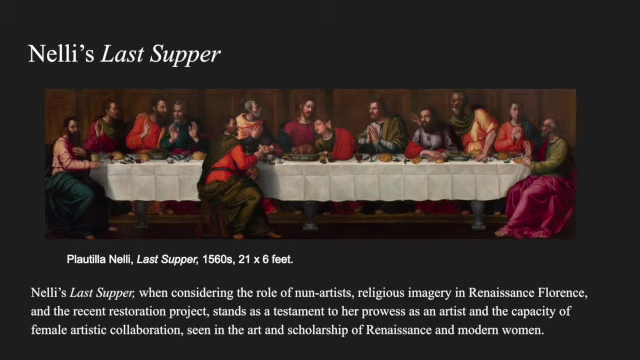 Nelli's Last Supper
Plautilla Nelli, Last Supper, 1560s, 21 x 6 feet.
Nelli's Last Supper, when considering the role of nun-artists, religious imagery in Renaissance Florence,
and the recent restoration project, stands as a testament to her prowess as an artist and the capacity of
female artistic collaboration, seen in the art and scholarship of Renaissance and modern women.